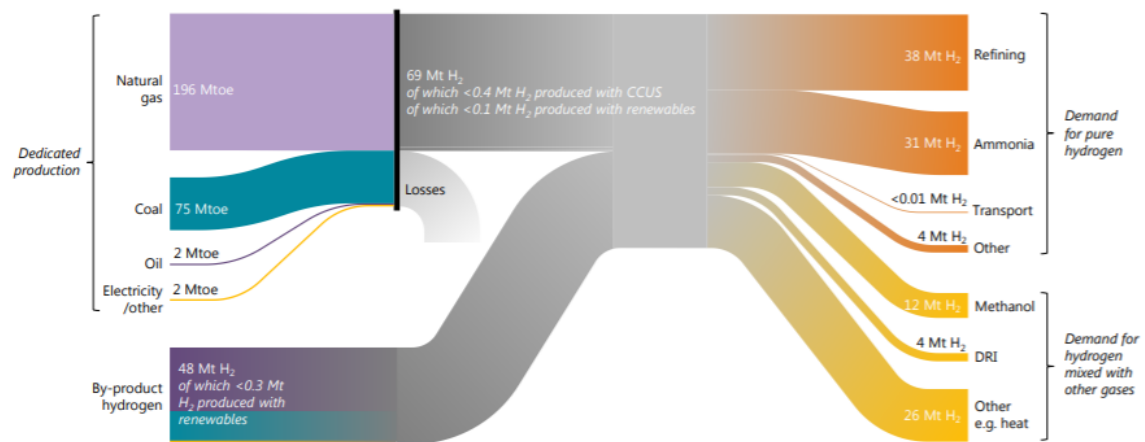 Dedicated
production
Natural
gas
196 Mtoe
Coal
75 Mtoe
Oil
2 Mtoe
Electricity
/other
2 Mtoe
By-product
hydrogen
48 Mt H₂
of which <0.3 Mt
H₂ produced with
renewables
69 Mt H₂
of which <0.4 Mt H₂ produced with CCUS
of which <0.1 Mt H₂ produced with renewables
Losses
38 Mt H₂
Refining
31 Mt H₂
Ammonia
<0.01 Mt H₂
Transport
4 Mt H₂
Other
Demand
for pure
hydrogen
12 Mt H₂
Methanol
4 Mt H₂
DRI
26 Mt H₂
Other
e.g. heat
Demand for
hydrogen
mixed with
other gases